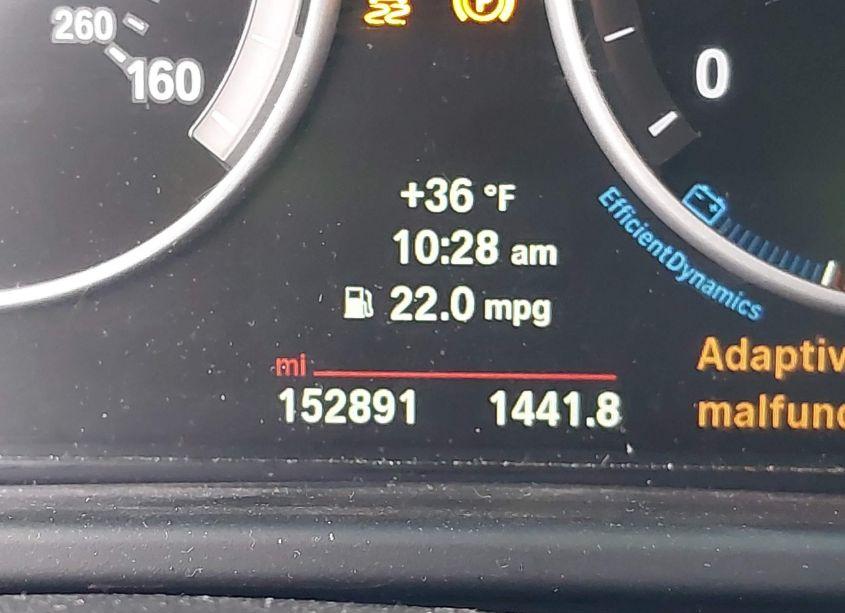 260
160
0
+36 °F
10:28 am
22.0 mpg
EfficientDynamics
mi
152891 1441.8
Adaptiv
malfunc